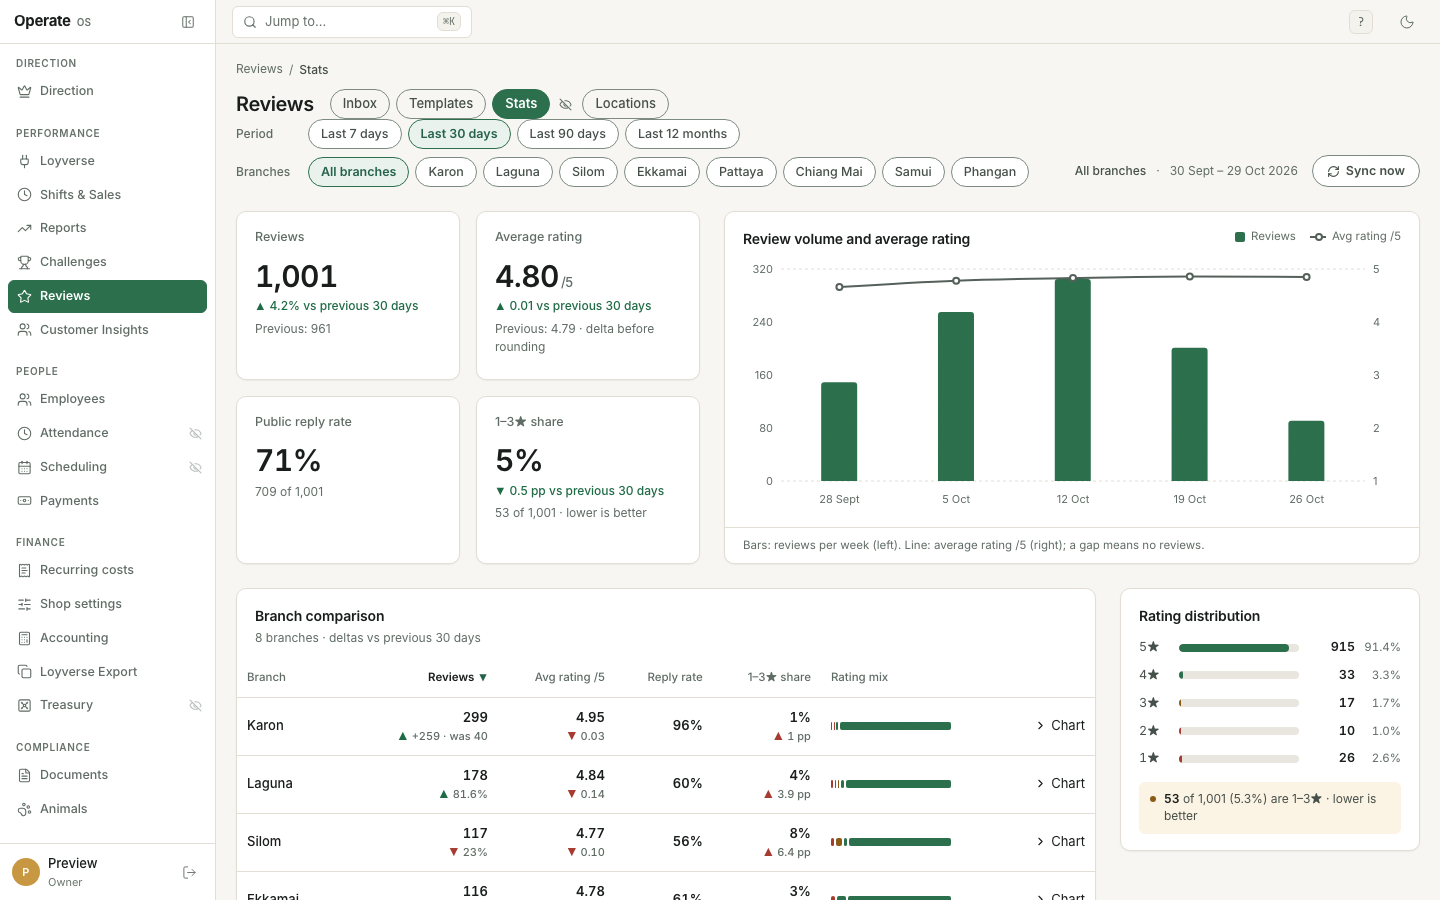 Operate os
Jump to...
⌘K
?
DIRECTION
Direction
PERFORMANCE
Loyverse
Shifts & Sales
Reports
Challenges
Reviews
Customer Insights
PEOPLE
Employees
Attendance
Scheduling
Payments
FINANCE
Recurring costs
Shop settings
Accounting
Loyverse Export
Treasury
COMPLIANCE
Documents
Animals
P
Preview
Owner
Reviews / Stats
Reviews Inbox Templates Stats Locations
Period Last 7 days Last 30 days Last 90 days Last 12 months
Branches All branches Karon Laguna Silom Ekkamai Pattaya Chiang Mai Samui Phangan
All branches · 30 Sept – 29 Oct 2026 Sync now
Reviews
1,001
▲ 4.2% vs previous 30 days
Previous: 961
Average rating
4.80/5
▲ 0.01 vs previous 30 days
Previous: 4.79 · delta before
rounding
Public reply rate
71%
709 of 1,001
1–3★ share
5%
▼ 0.5 pp vs previous 30 days
53 of 1,001 · lower is better
Review volume and average rating
Reviews Avg rating /5
320 5
240 4
160 3
80 2
0 1
28 Sept 5 Oct 12 Oct 19 Oct 26 Oct
Bars: reviews per week (left). Line: average rating /5 (right); a gap means no reviews.
Branch comparison
8 branches · deltas vs previous 30 days
Branch Reviews ▼ Avg rating /5 Reply rate 1–3★ share Rating mix
Karon 299 4.95 96% 1% › Chart
▲ +259 · was 40 ▼ 0.03 ▲ 1 pp
Laguna 178 4.84 60% 4% › Chart
▲ 81.6% ▼ 0.14 ▲ 3.9 pp
Silom 117 4.77 56% 8% › Chart
▼ 23% ▼ 0.10 ▲ 6.4 pp
Ekkamai 116 4.78 61% 3% › Chart
Rating distribution
5★ 915 91.4%
4★ 33 3.3%
3★ 17 1.7%
2★ 10 1.0%
1★ 26 2.6%
53 of 1,001 (5.3%) are 1–3★ · lower is
better